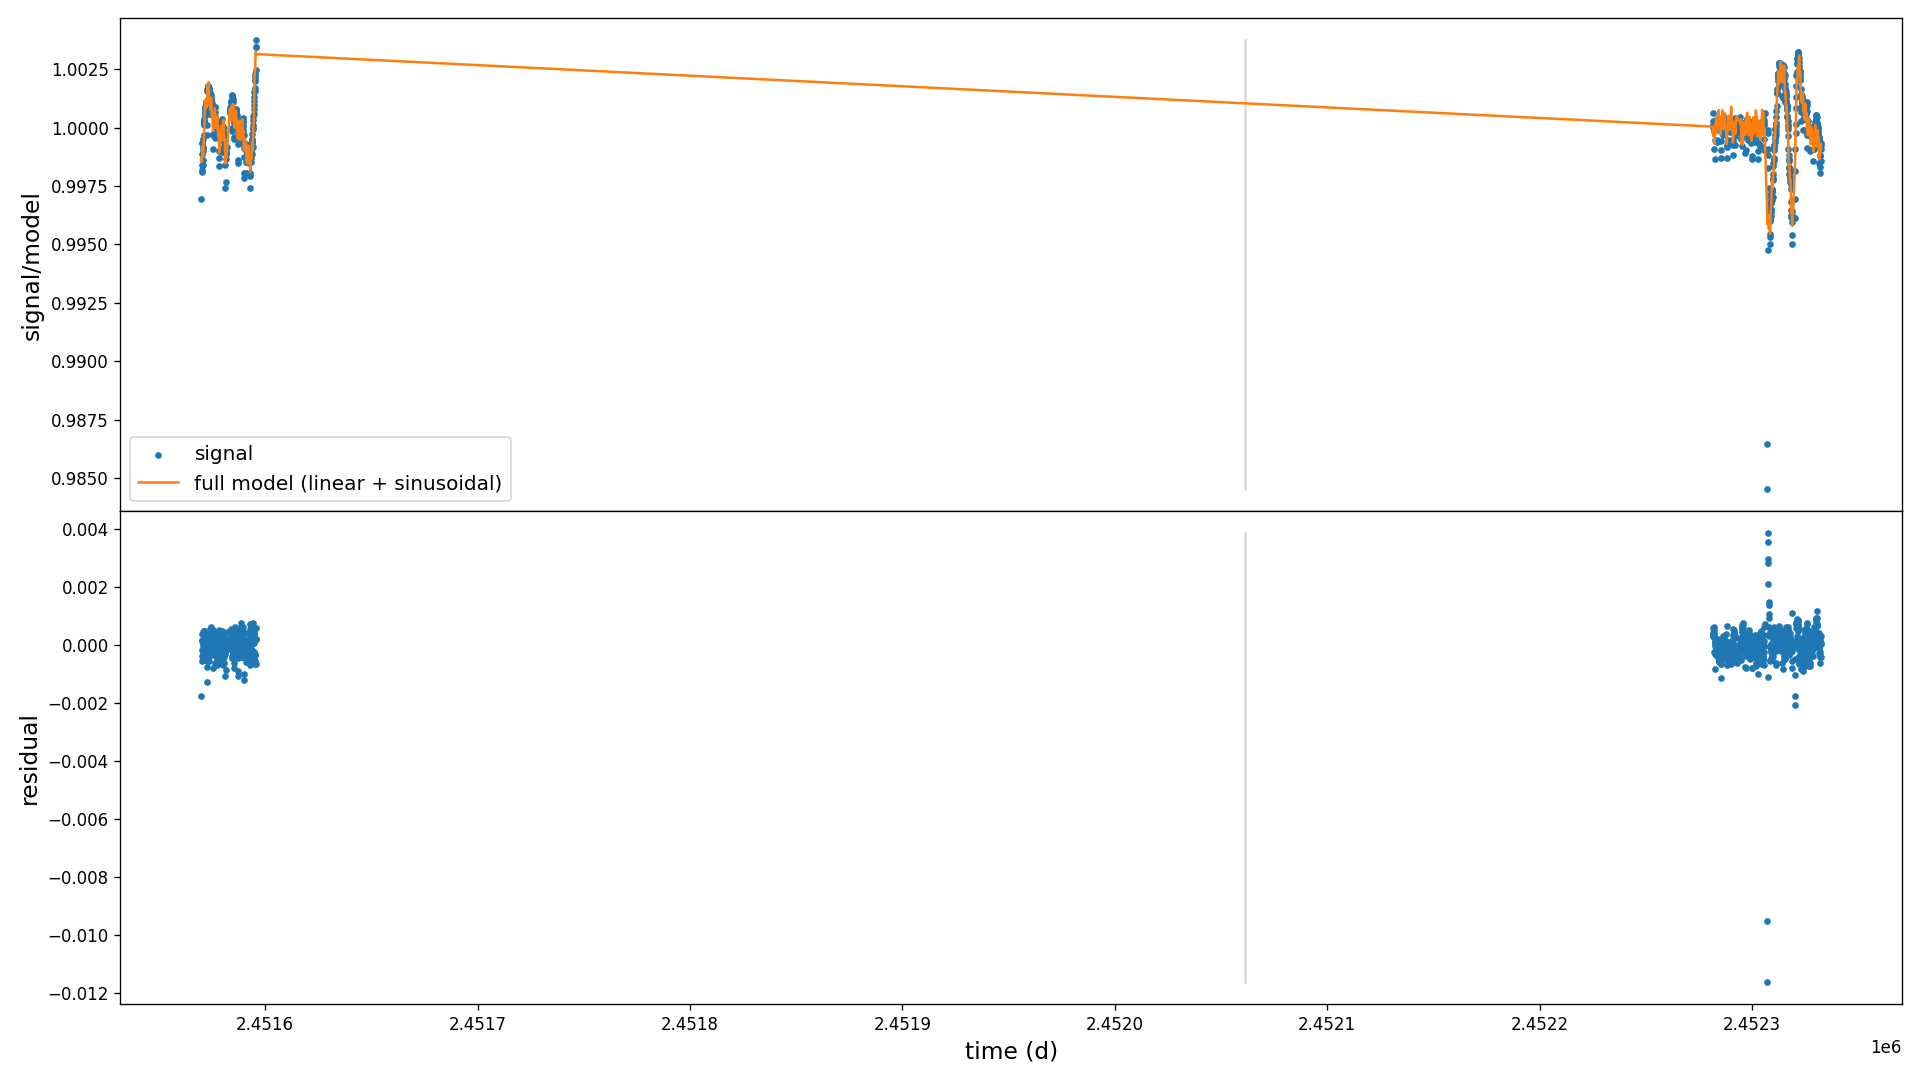 signal/model
1.0025
1.0000
0.9975
0.9950
0.9925
0.9900
0.9875
0.9850
signal
full model (linear + sinusoidal)
residual
0.004
0.002
0.000
−0.002
−0.004
−0.006
−0.008
−0.010
−0.012
2.4516 2.4517 2.4518 2.4519 2.4520 2.4521 2.4522 2.4523
1e6
time (d)